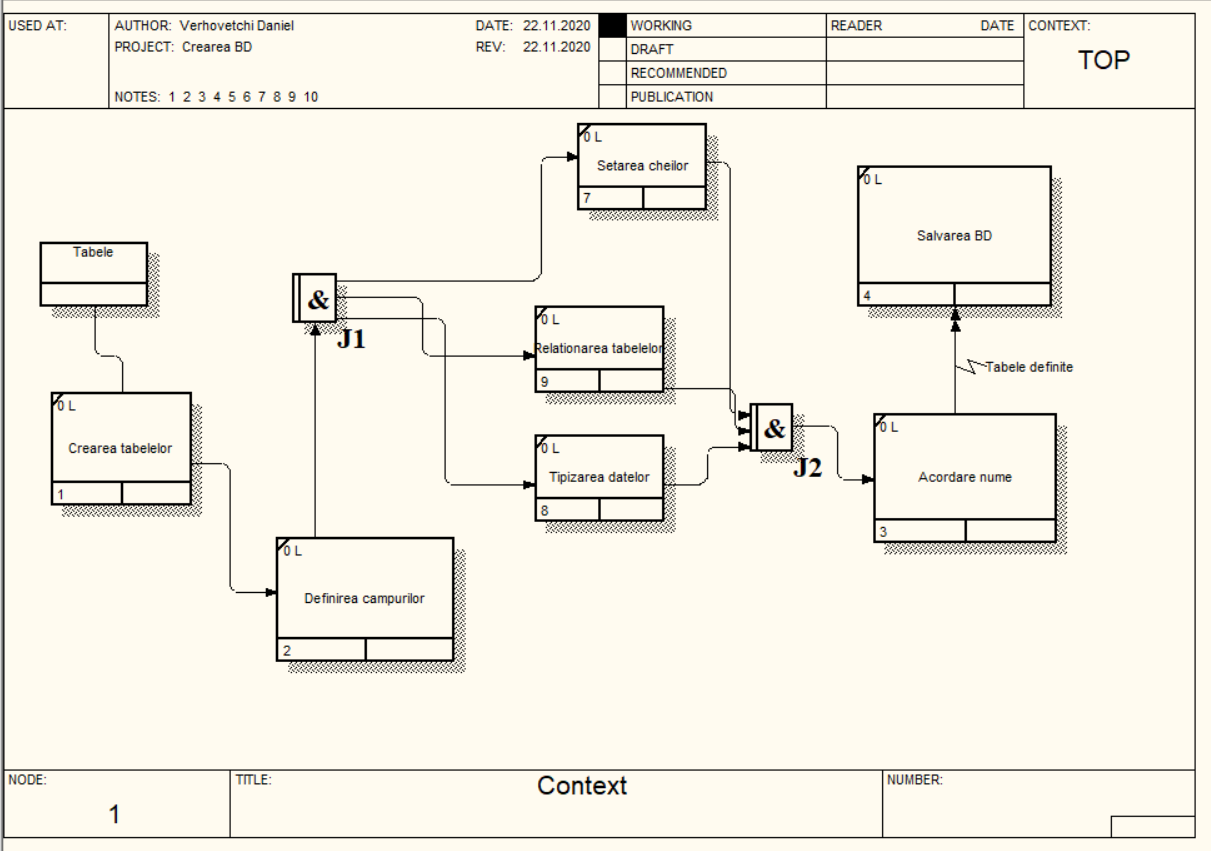 USED AT:
AUTHOR: Verhovetchi Daniel
DATE: 22.11.2020
PROJECT: Crearea BD
REV: 22.11.2020
NOTES: 1 2 3 4 5 6 7 8 9 10
WORKING
DRAFT
RECOMMENDED
PUBLICATION
READER
DATE
CONTEXT:
TOP
0 L
Setarea cheilor
7
0 L
Salvarea BD
4
Tabele
&
J1
0 L
Relationarea tabelelor
9
Tabele definite
0 L
Crearea tabelelor
1
&
J2
0 L
Tipizarea datelor
8
0 L
Acordare nume
3
0 L
Definirea campurilor
2
NODE:
1
TITLE:
Context
NUMBER: